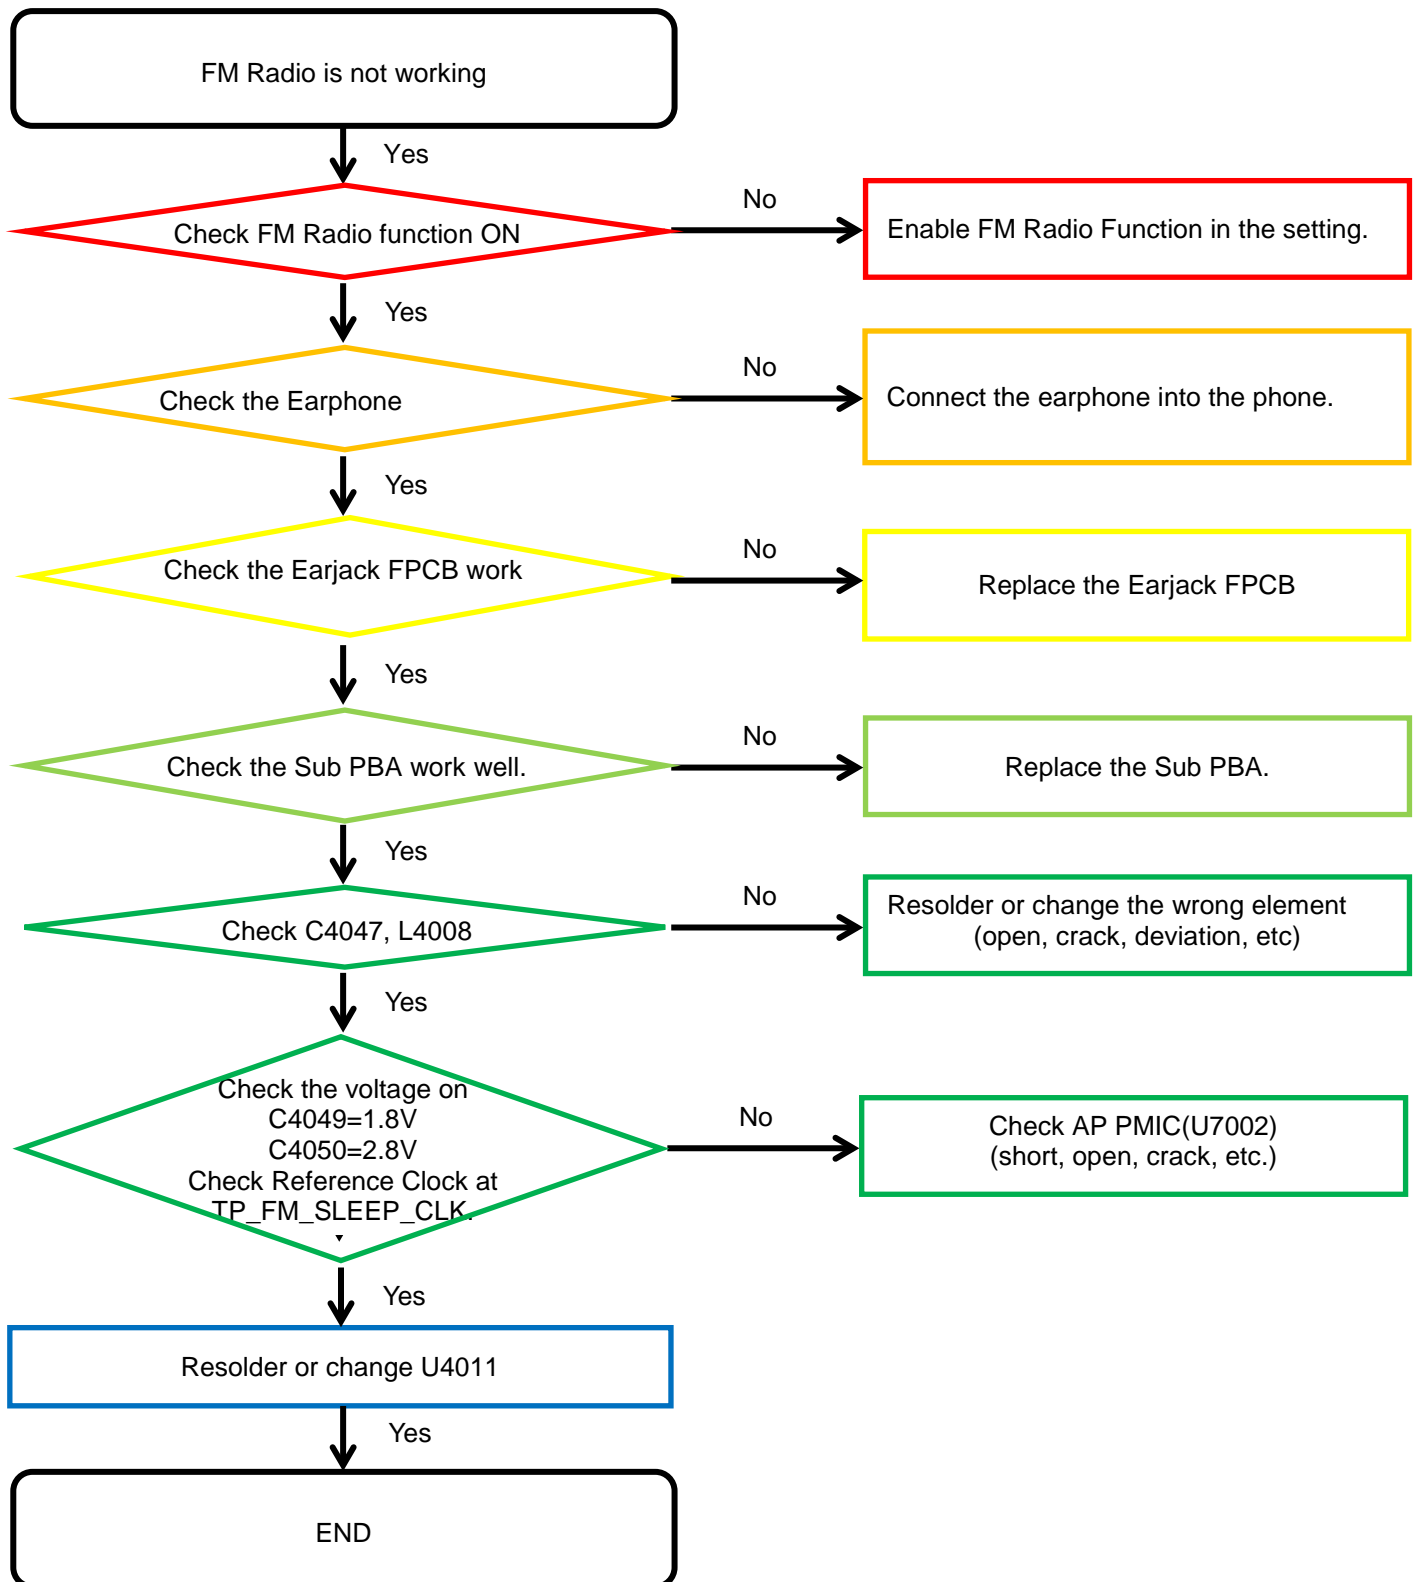 FM Radio is not working
Yes
Check FM Radio function ON
No
Enable FM Radio Function in the setting.
Yes
Check the Earphone
No
Connect the earphone into the phone.
Yes
Check the Earjack FPCB work
No
Replace the Earjack FPCB
Yes
Check the Sub PBA work well.
No
Replace the Sub PBA.
Yes
Check C4047, L4008
No
Resolder or change the wrong element
(open, crack, deviation, etc)
Yes
Check the voltage on
C4049=1.8V
C4050=2.8V
Check Reference Clock at
TP_FM_SLEEP_CLK.
No
Check AP PMIC(U7002)
(short, open, crack, etc.)
Yes
Resolder or change U4011
Yes
END